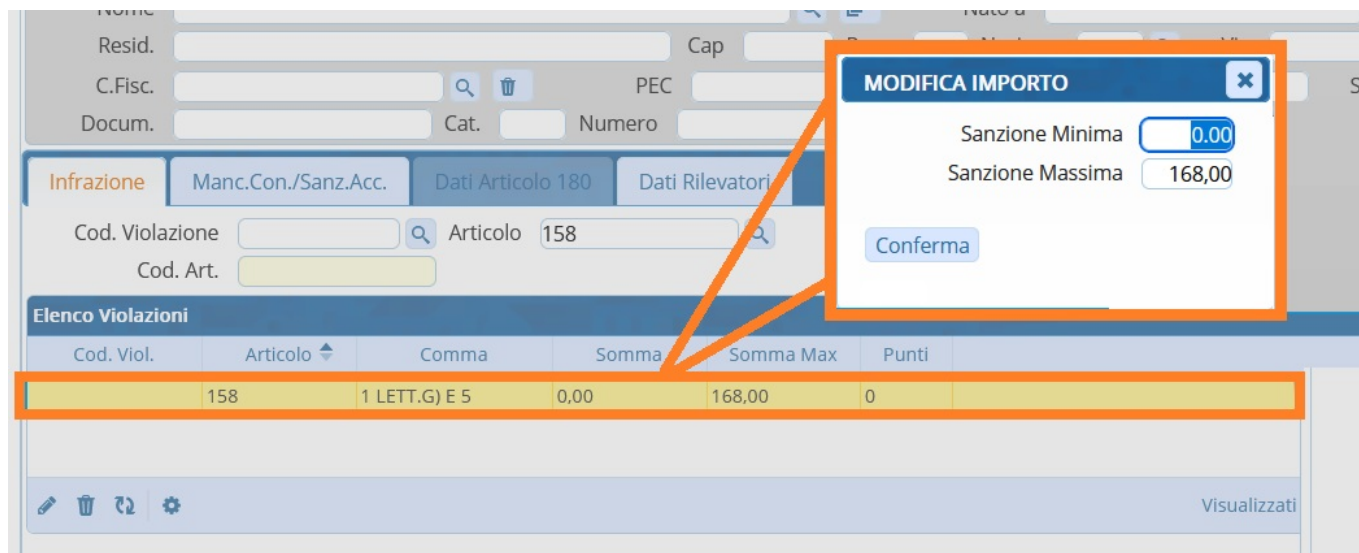 Nome Nato a
Resid. Cap
C.Fisc. PEC S
Docum. Cat. Numero
MODIFICA IMPORTO
Sanzione Minima 0.00
Sanzione Massima 168,00
Conferma
Infrazione Manc.Con./Sanz.Acc. Dati Articolo 180 Dati Rilevatori
Cod. Violazione Articolo 158
Cod. Art.
Elenco Violazioni
Cod. Viol. Articolo Comma Somma Somma Max Punti
158 1 LETT.G) E 5 0,00 168,00 0
Visualizzati